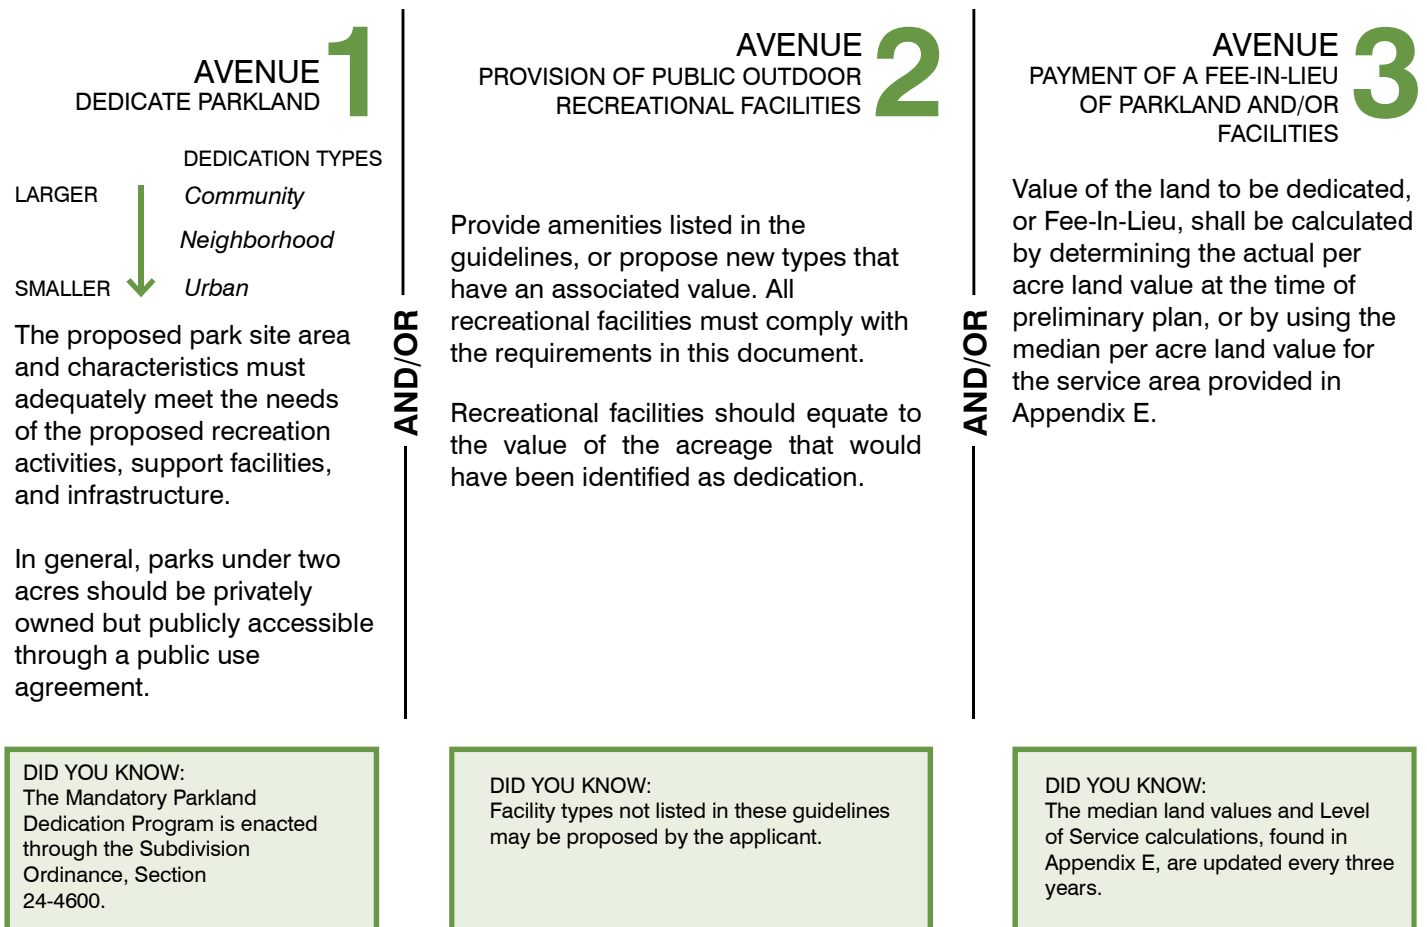 AVENUE 1
DEDICATE PARKLAND
DEDICATION TYPES
LARGER
Community
Neighborhood
SMALLER
Urban
The proposed park site area
and characteristics must
adequately meet the needs
of the proposed recreation
activities, support facilities,
and infrastructure.
In general, parks under two
acres should be privately
owned but publicly accessible
through a public use
agreement.
DID YOU KNOW:
The Mandatory Parkland
Dedication Program is enacted
through the Subdivision
Ordinance, Section
24-4600.
AND/OR
AVENUE 2
PROVISION OF PUBLIC OUTDOOR
RECREATIONAL FACILITIES
Provide amenities listed in the
guidelines, or propose new types that
have an associated value. All
recreational facilities must comply with
the requirements in this document.
Recreational facilities should equate to
the value of the acreage that would
have been identified as dedication.
DID YOU KNOW:
Facility types not listed in these guidelines
may be proposed by the applicant.
AND/OR
AVENUE 3
PAYMENT OF A FEE-IN-LIEU
OF PARKLAND AND/OR
FACILITIES
Value of the land to be dedicated,
or Fee-In-Lieu, shall be calculated
by determining the actual per
acre land value at the time of
preliminary plan, or by using the
median per acre land value for
the service area provided in
Appendix E.
DID YOU KNOW:
The median land values and Level
of Service calculations, found in
Appendix E, are updated every three
years.